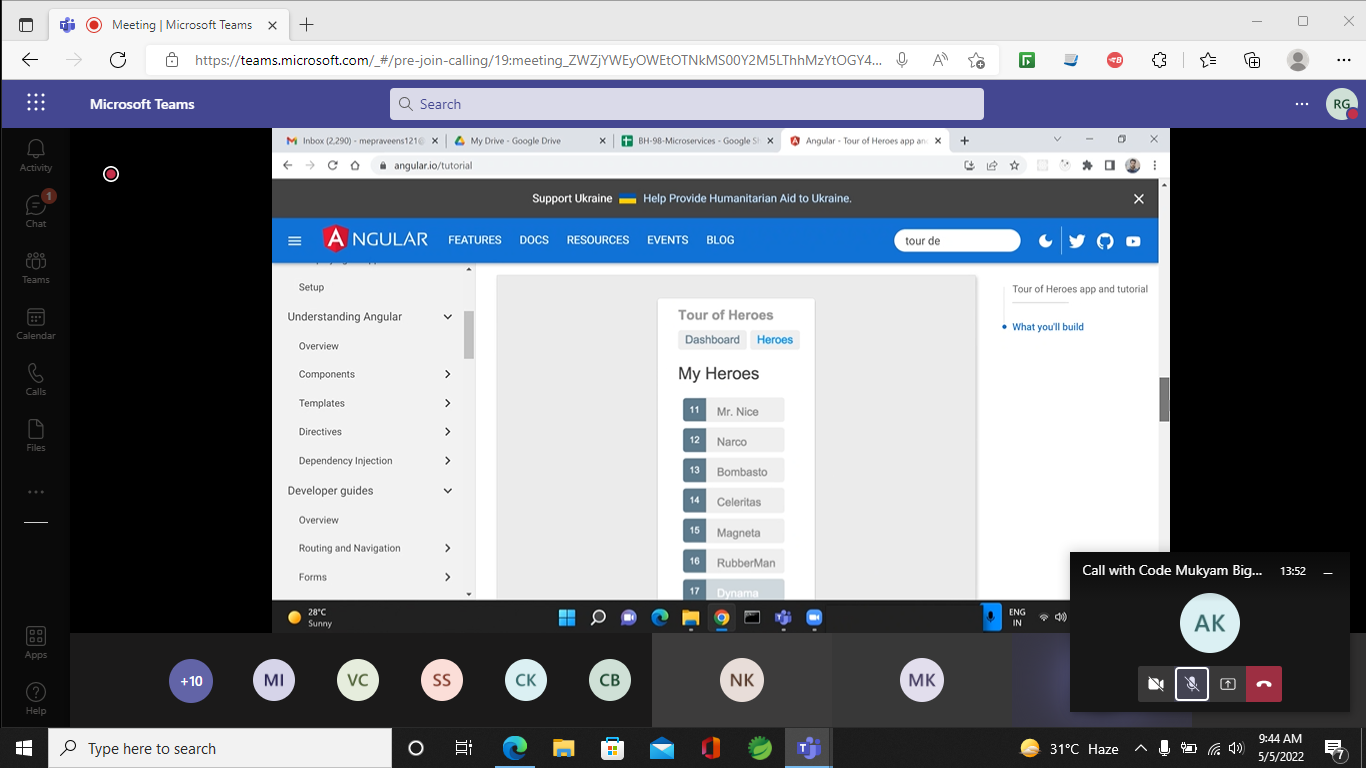 Meeting | Microsoft Teams
https://teams.microsoft.com/_#/pre-join-calling/19:meeting_ZWZjYWEyOWEtOTNkMS00Y2M5LThhMzYtOGY4...
Microsoft Teams
Search
RG
Activity
Chat
1
Teams
Calendar
Calls
Files
Apps
Help
Inbox (2,290) - mepraveens121@
My Drive - Google Drive
BH-98-Microservices - Google Sh
Angular - Tour of Heroes app an
angular.io/tutorial
Support Ukraine
Help Provide Humanitarian Aid to Ukraine.
ANGULAR
FEATURES
DOCS
RESOURCES
EVENTS
BLOG
tour de
Setup
Understanding Angular
Overview
Components
Templates
Directives
Dependency Injection
Developer guides
Overview
Routing and Navigation
Forms
Tour of Heroes
Dashboard
Heroes
My Heroes
11 Mr. Nice
12 Narco
13 Bombasto
14 Celeritas
15 Magneta
16 RubberMan
17 Dynama
Tour of Heroes app and tutorial
What you'll build
28°C
Sunny
ENG
IN
Call with Code Mukyam Big...
13:52
AK
+10
MI
VC
SS
CK
CB
NK
MK
Type here to search
31°C Haze
9:44 AM
5/5/2022
7